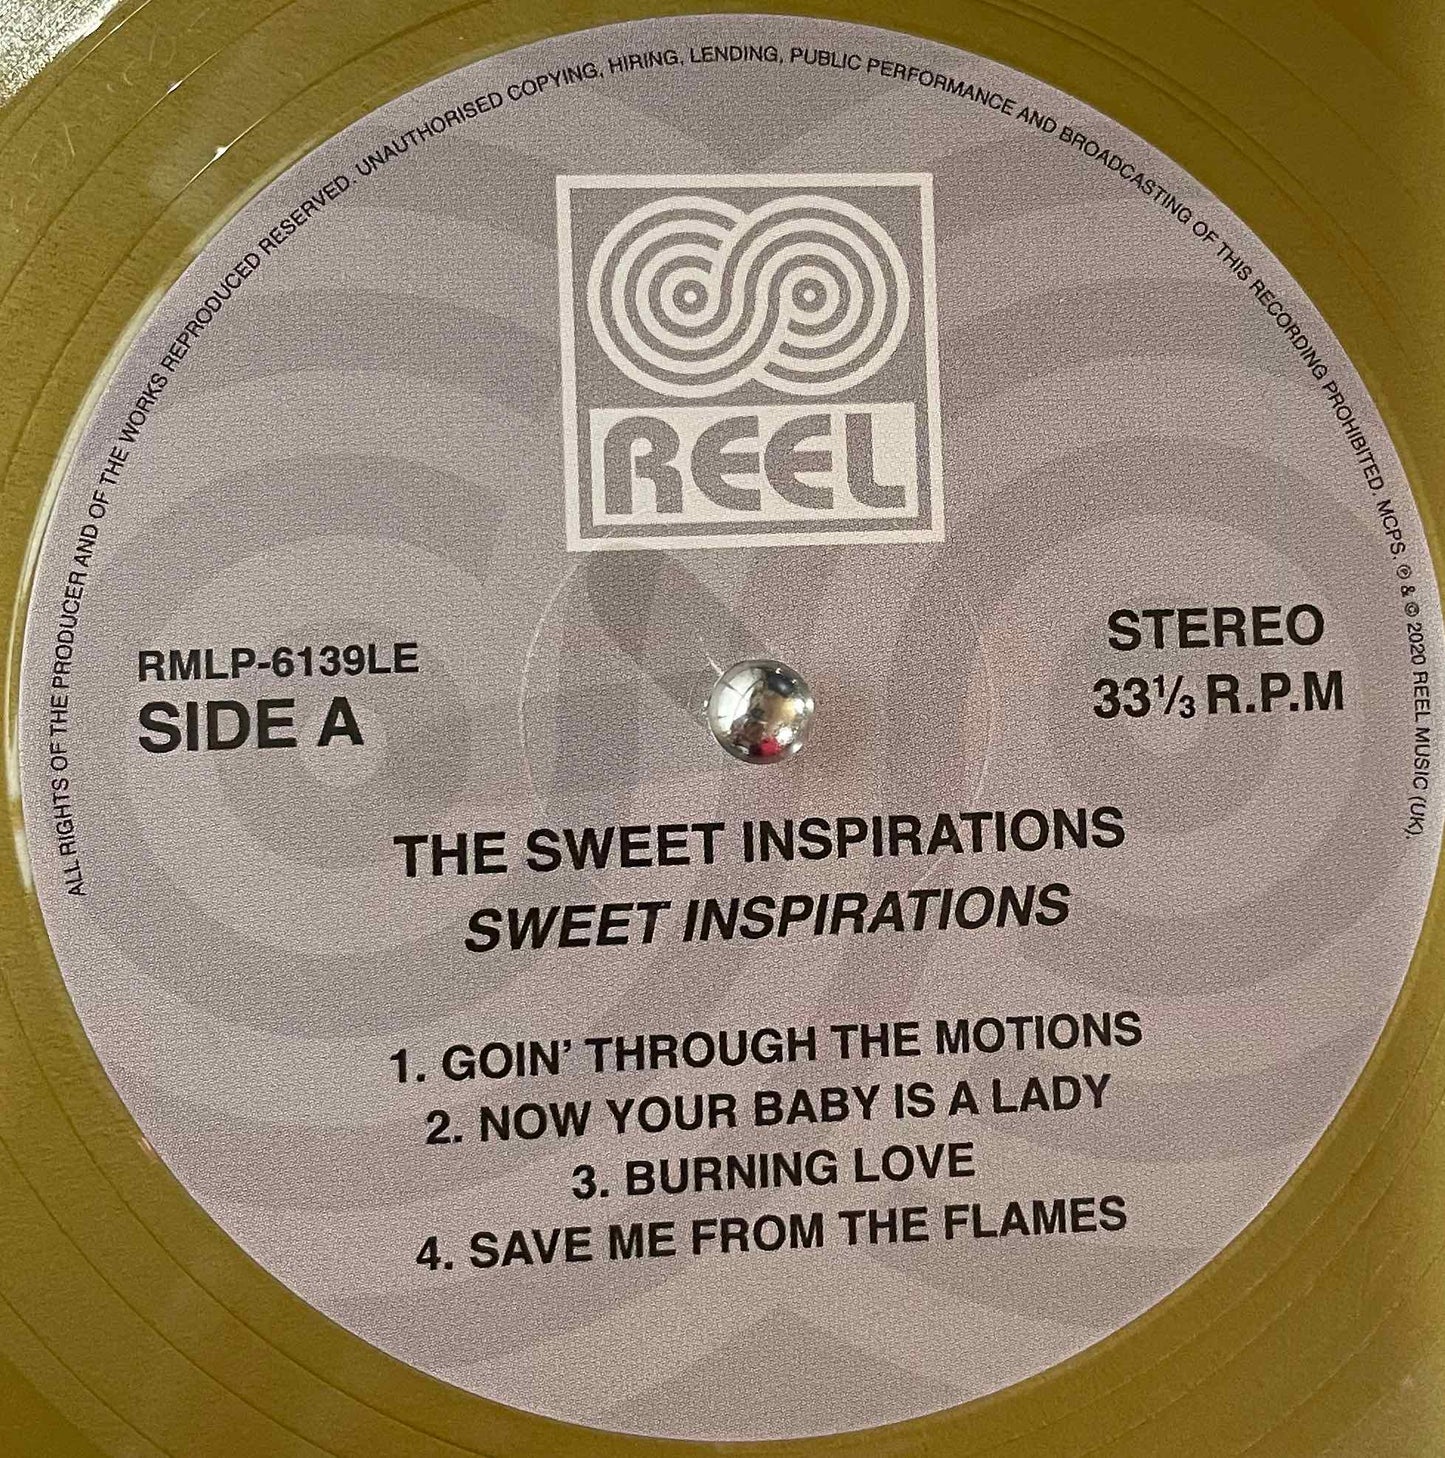 ALL RIGHTS OF THE PRODUCER AND OF THE WORKS REPRODUCED RESERVED. UNAUTHORISED COPYING, HIRING, LENDING, PUBLIC PERFORMANCE AND BROADCASTING OF THIS RECORDING PROHIBITED. MCPS. ℗ & © 2020 REEL MUSIC (UK),
REEL
RMLP-6139LE
SIDE A
STEREO
33⅓ R.P.M
THE SWEET INSPIRATIONS
SWEET INSPIRATIONS
1. GOIN' THROUGH THE MOTIONS
2. NOW YOUR BABY IS A LADY
3. BURNING LOVE
4. SAVE ME FROM THE FLAMES